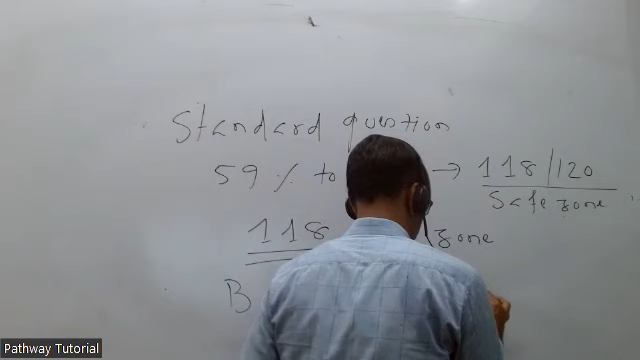 Standard question
59 % to → 118/120
Safe zone
118 zone
B
Pathway Tutorial